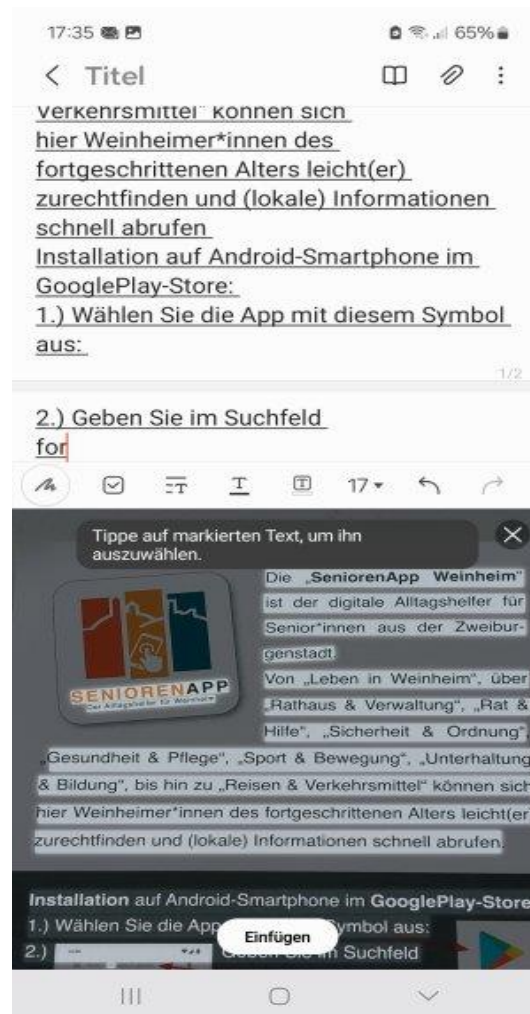 17:35
65%
Titel
Verkehrsmittel" können sich
hier Weinheimer*innen des
fortgeschrittenen Alters leicht(er)
zurechtfinden und (lokale) Informationen
schnell abrufen
Installation auf Android-Smartphone im
GooglePlay-Store:
1.) Wählen Sie die App mit diesem Symbol
aus:
1/2
2.) Geben Sie im Suchfeld
for
17
Tippe auf markierten Text, um ihn
auszuwählen.
SENIORENAPP
Der Alltagshelfer für Weinheim
Die „SeniorenApp Weinheim"
ist der digitale Alltagshelfer für
Senior*innen aus der Zweibur-
genstadt.
Von „Leben in Weinheim", über
„Rathaus & Verwaltung", „Rat &
Hilfe", „Sicherheit & Ordnung",
„Gesundheit & Pflege", „Sport & Bewegung", „Unterhaltung
& Bildung", bis hin zu „Reisen & Verkehrsmittel" können sich
hier Weinheimer*innen des fortgeschrittenen Alters leicht(er
zurechtfinden und (lokale) Informationen schnell abrufen.
Installation auf Android-Smartphone im GooglePlay-Store
1.) Wählen Sie die App Symbol aus:
Einfügen
2.) Geben Sie im Suchfeld